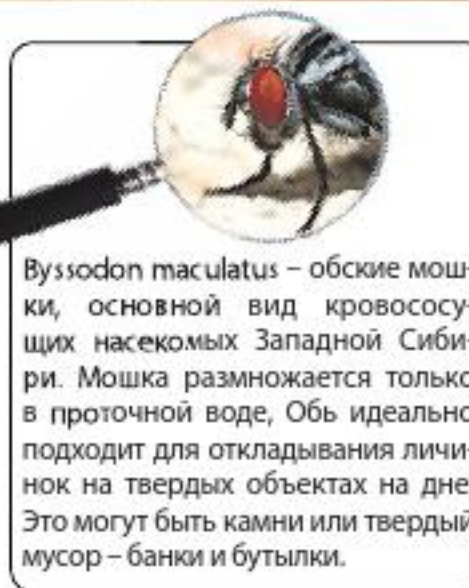 Byssodon maculatus – обские мош-
ки, основной вид кровососу-
щих насекомых Западной Сиби-
ри. Мошка размножается только
в проточной воде, Обь идеально
подходит для откладывания личи-
нок на твердых объектах на дне
Это могут быть камни или твердый
мусор – банки и бутылки.